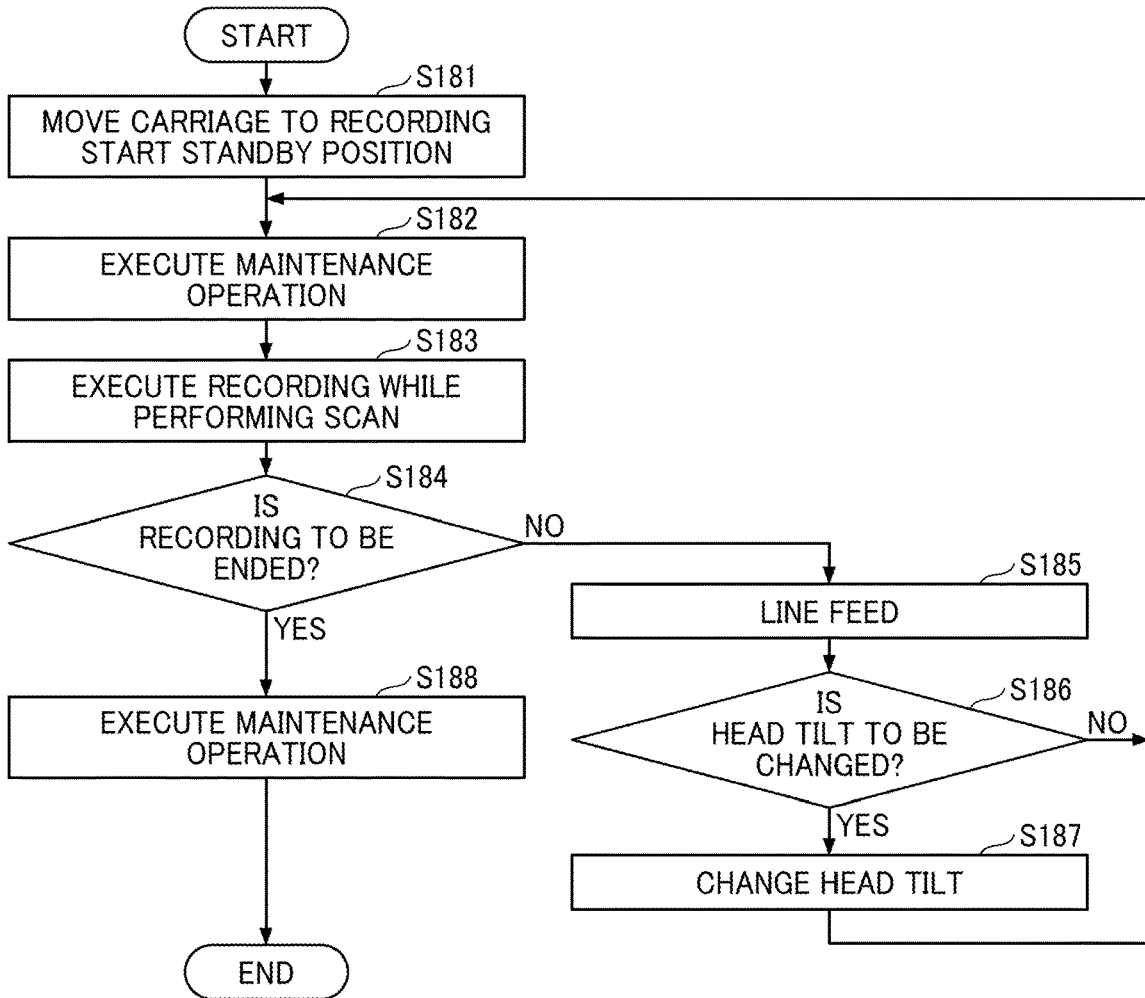 START
S181
MOVE CARRIAGE TO RECORDING
START STANDBY POSITION
S182
EXECUTE MAINTENANCE
OPERATION
S183
EXECUTE RECORDING WHILE
PERFORMING SCAN
S184
IS
RECORDING TO BE
ENDED?
NO
YES
S185
LINE FEED
S186
IS
HEAD TILT TO BE
CHANGED?
NO
YES
S187
CHANGE HEAD TILT
S188
EXECUTE MAINTENANCE
OPERATION
END